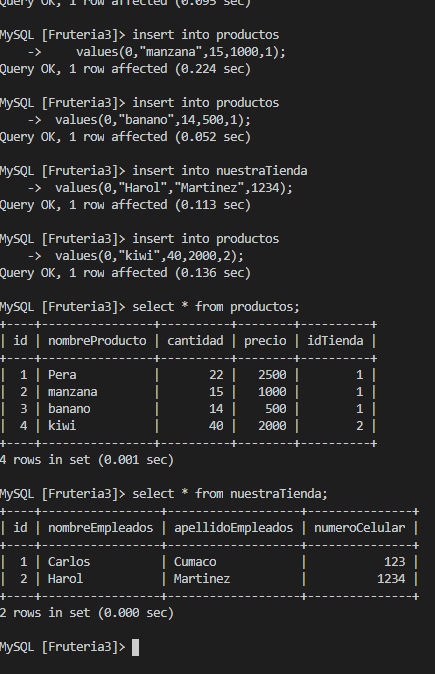 Query OK, 1 row affected (0.095 sec)
MySQL [Fruteria3]> insert into productos
    ->     values(0,"manzana",15,1000,1);
Query OK, 1 row affected (0.224 sec)
MySQL [Fruteria3]> insert into productos
    ->  values(0,"banano",14,500,1);
Query OK, 1 row affected (0.052 sec)
MySQL [Fruteria3]> insert into nuestraTienda
    ->  values(0,"Harol","Martinez",1234);
Query OK, 1 row affected (0.113 sec)
MySQL [Fruteria3]> insert into productos
    ->  values(0,"kiwi",40,2000,2);
Query OK, 1 row affected (0.136 sec)
MySQL [Fruteria3]> select * from productos;
+----+----------------+----------+--------+----------+
| id | nombreProducto | cantidad | precio | idTienda |
+----+----------------+----------+--------+----------+
|  1 | Pera           |       22 |   2500 |        1 |
|  2 | manzana        |       15 |   1000 |        1 |
|  3 | banano         |       14 |    500 |        1 |
|  4 | kiwi           |       40 |   2000 |        2 |
+----+----------------+----------+--------+----------+
4 rows in set (0.001 sec)
MySQL [Fruteria3]> select * from nuestraTienda;
+----+-----------------+-------------------+---------------+
| id | nombreEmpleados | apellidoEmpleados | numeroCelular |
+----+-----------------+-------------------+---------------+
|  1 | Carlos          | Cumaco            |           123 |
|  2 | Harol           | Martinez          |          1234 |
+----+-----------------+-------------------+---------------+
2 rows in set (0.000 sec)
MySQL [Fruteria3]>